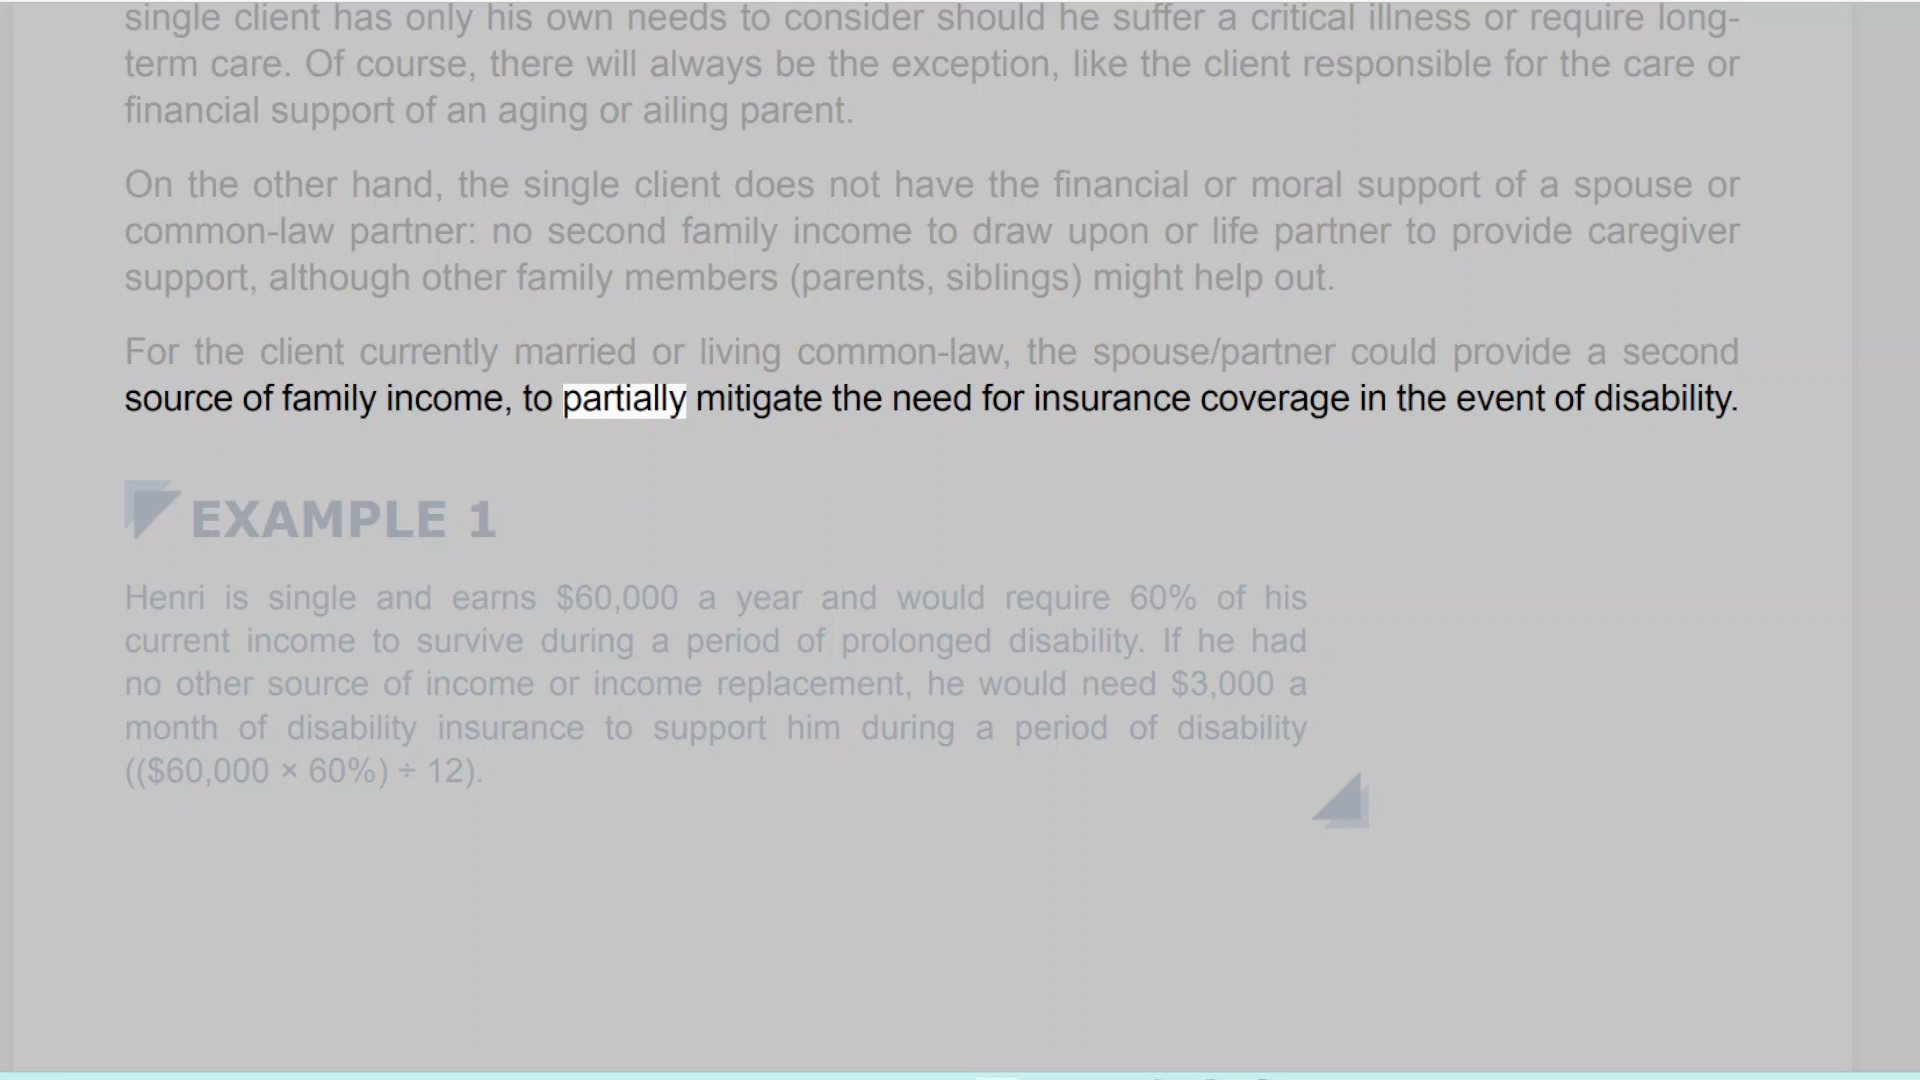 single client has only his own needs to consider should he suffer a critical illness or require long-
term care. Of course, there will always be the exception, like the client responsible for the care or
financial support of an aging or ailing parent.
On the other hand, the single client does not have the financial or moral support of a spouse or
common-law partner: no second family income to draw upon or life partner to provide caregiver
support, although other family members (parents, siblings) might help out.
For the client currently married or living common-law, the spouse/partner could provide a second
source of family income, to partially mitigate the need for insurance coverage in the event of disability.
EXAMPLE 1
Henri is single and earns $60,000 a year and would require 60% of his
current income to survive during a period of prolonged disability. If he had
no other source of income or income replacement, he would need $3,000 a
month of disability insurance to support him during a period of disability
(($60,000 × 60%) ÷ 12).